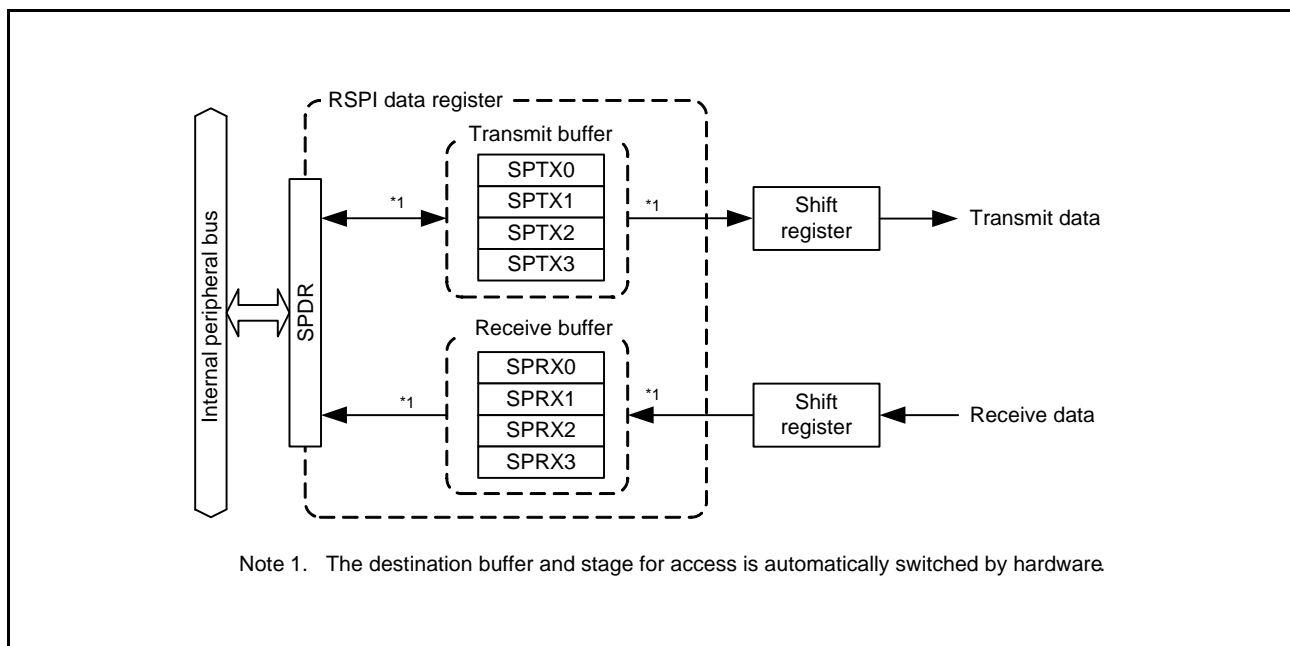 RSPI data register
Transmit buffer
SPTX0
SPTX1
SPTX2
SPTX3
*1
*1
Shift
register
Transmit data
Internal peripheral bus
SPDR
Receive buffer
SPRX0
SPRX1
SPRX2
SPRX3
*1
*1
Shift
register
Receive data
Note 1. The destination buffer and stage for access is automatically switched by hardware.